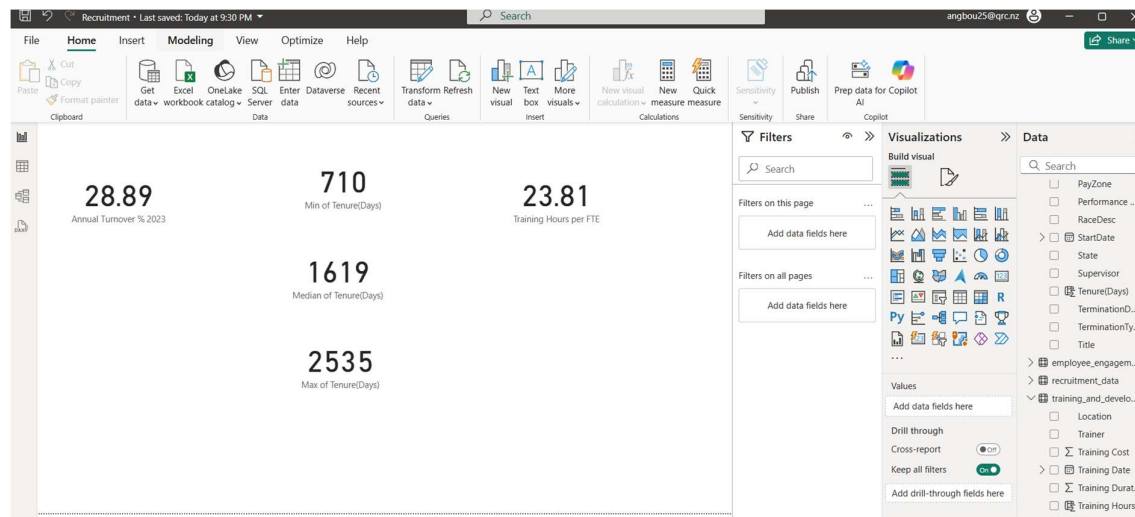 Recruitment • Last saved: Today at 9:30 PM
Search
angbou25@qrc.nz
File Home Insert Modeling View Optimize Help
Share
Paste
Cut
Copy
Format painter
Clipboard
Get data
Excel workbook
OneLake catalog
SQL Server
Enter data
Dataverse
Recent sources
Data
Transform data
Refresh
Queries
New visual
Text box
More visuals
Insert
New visual calculation
New measure
Quick measure
Calculations
Sensitivity
Sensitivity
Publish
Share
Prep data for AI
Copilot
Copilot
28.89
Annual Turnover % 2023
710
Min of Tenure(Days)
23.81
Training Hours per FTE
1619
Median of Tenure(Days)
2535
Max of Tenure(Days)
Filters
Search
Filters on this page ...
Add data fields here
Filters on all pages ...
Add data fields here
Visualizations
Build visual
123
R
Py
...
Values
Add data fields here
Drill through
Cross-report Off
Keep all filters On
Add drill-through fields here
Data
Search
PayZone
Performance ...
RaceDesc
StartDate
State
Supervisor
Tenure(Days)
TerminationD...
TerminationTy...
Title
employee_engagem...
recruitment_data
training_and_develo...
Location
Trainer
Training Cost
Training Date
Training Durat...
Training Hours